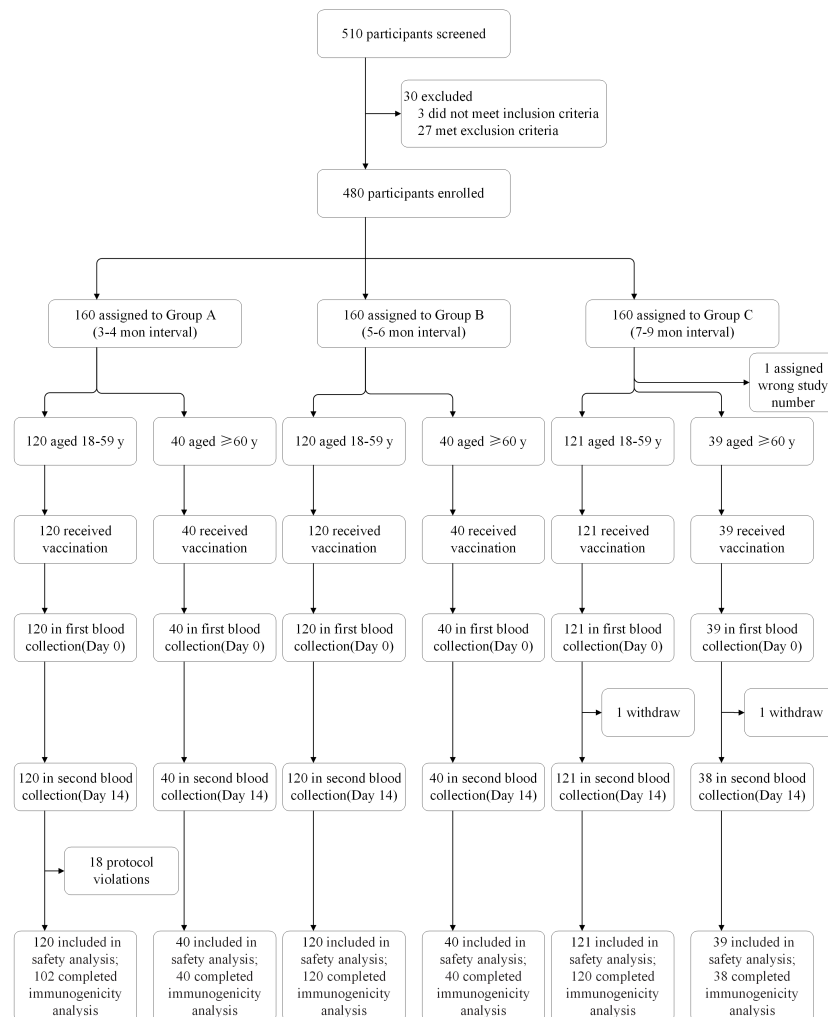 510 participants screened
30 excluded
3 did not meet inclusion criteria
27 met exclusion criteria
480 participants enrolled
160 assigned to Group A
(3-4 mon interval)
160 assigned to Group B
(5-6 mon interval)
160 assigned to Group C
(7-9 mon interval)
1 assigned
wrong study
number
120 aged 18-59 y
40 aged ≥60 y
120 aged 18-59 y
40 aged ≥60 y
121 aged 18-59 y
39 aged ≥60 y
120 received
vaccination
40 received
vaccination
120 received
vaccination
40 received
vaccination
121 received
vaccination
39 received
vaccination
120 in first blood
collection(Day 0)
40 in first blood
collection(Day 0)
120 in first blood
collection(Day 0)
40 in first blood
collection(Day 0)
121 in first blood
collection(Day 0)
39 in first blood
collection(Day 0)
1 withdraw
1 withdraw
120 in second blood
collection(Day 14)
40 in second blood
collection(Day 14)
120 in second blood
collection(Day 14)
40 in second blood
collection(Day 14)
121 in second blood
collection(Day 14)
38 in second blood
collection(Day 14)
18 protocol
violations
120 included in
safety analysis;
102 completed
immunogenicity
analysis
40 included in
safety analysis;
40 completed
immunogenicity
analysis
120 included in
safety analysis;
120 completed
immunogenicity
analysis
40 included in
safety analysis;
40 completed
immunogenicity
analysis
121 included in
safety analysis;
120 completed
immunogenicity
analysis
39 included in
safety analysis;
38 completed
immunogenicity
analysis